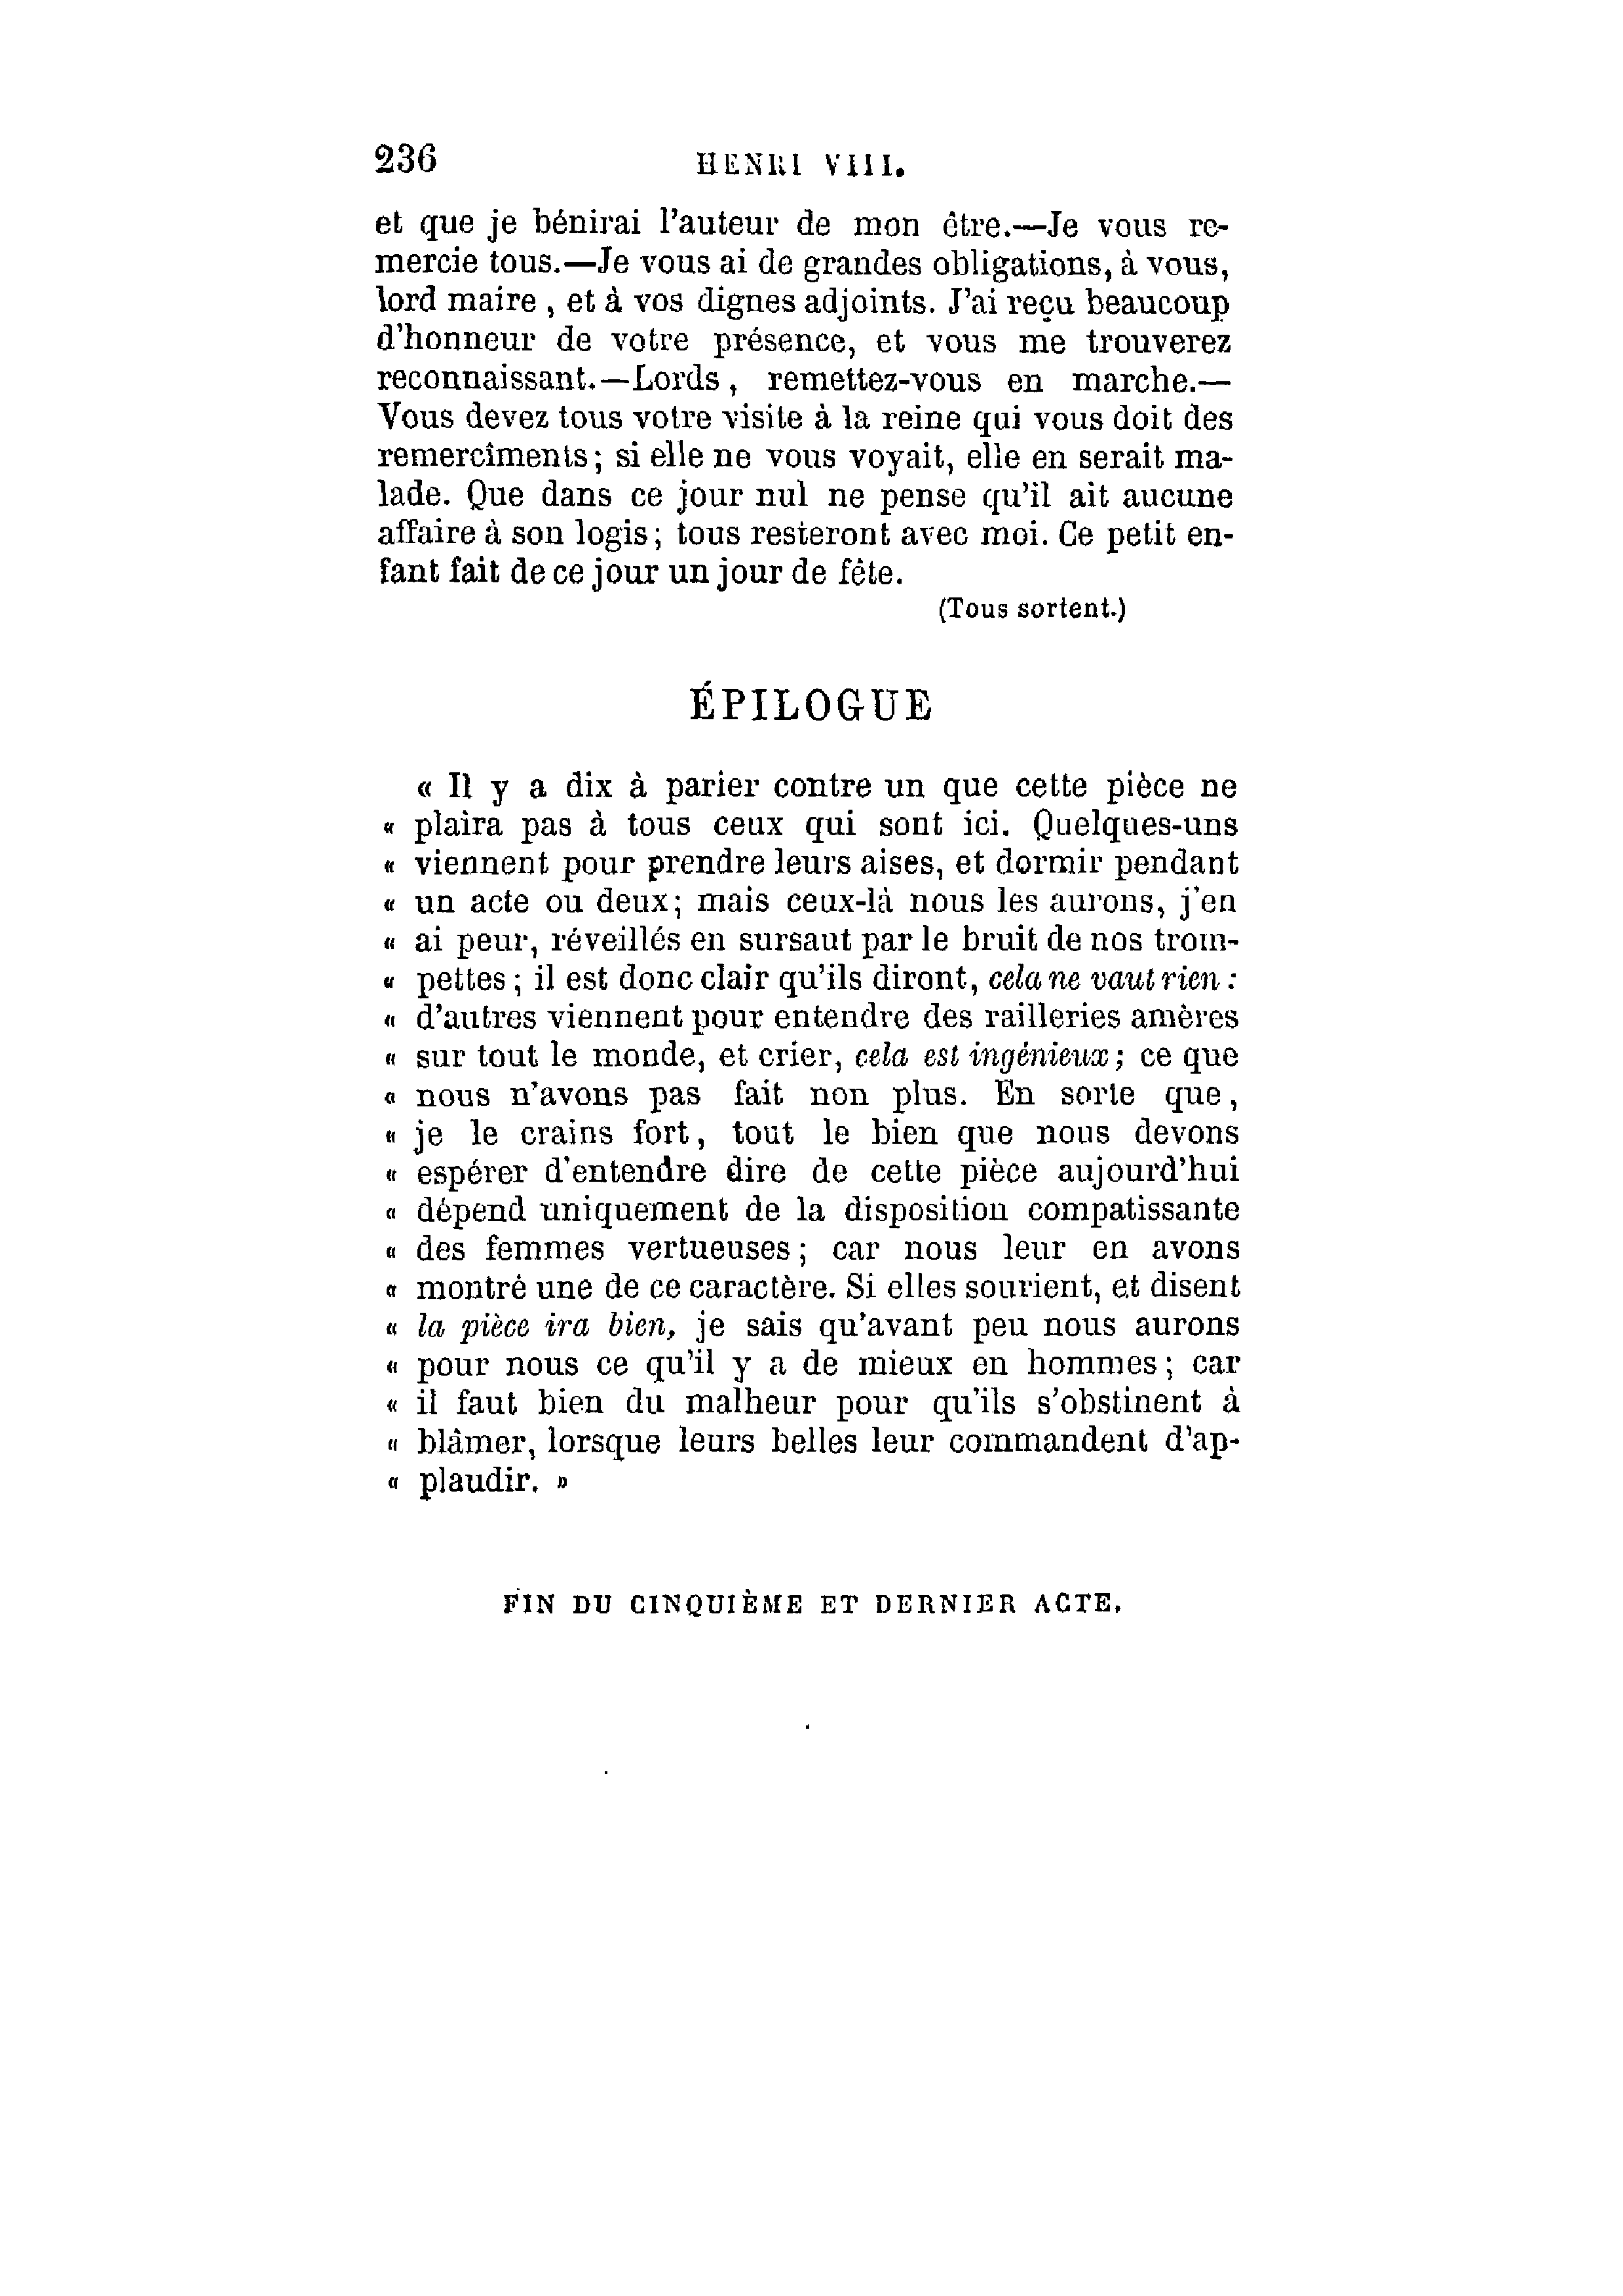 236 HENRI VIII.
et que je bénirai l'auteur de mon être.—Je vous re-
mercie tous.—Je vous ai de grandes obligations, à vous,
lord maire , et à vos dignes adjoints. J'ai reçu beaucoup
d'honneur de votre présence, et vous me trouverez
reconnaissant.—Lords , remettez-vous en marche.—
Vous devez tous votre visite à la reine qui vous doit des
remercîments ; si elle ne vous voyait, elle en serait ma-
lade. Que dans ce jour nul ne pense qu'il ait aucune
affaire à son logis ; tous resteront avec moi. Ce petit en-
fant fait de ce jour un jour de fête.
(Tous sortent.)
ÉPILOGUE
« Il y a dix à parier contre un que cette pièce ne
« plaira pas à tous ceux qui sont ici. Quelques-uns
« viennent pour prendre leurs aises, et dormir pendant
« un acte ou deux ; mais ceux-là nous les aurons, j'en
« ai peur, réveillés en sursaut par le bruit de nos trom-
« pettes ; il est donc clair qu'ils diront, cela ne vaut rien :
« d'autres viennent pour entendre des railleries amères
« sur tout le monde, et crier, cela est ingénieux ; ce que
« nous n'avons pas fait non plus. En sorte que ,
« je le crains fort , tout le bien que nous devons
« espérer d'entendre dire de cette pièce aujourd'hui
« dépend uniquement de la disposition compatissante
« des femmes vertueuses ; car nous leur en avons
« montré une de ce caractère. Si elles sourient, et disent
« la pièce ira bien, je sais qu'avant peu nous aurons
« pour nous ce qu'il y a de mieux en hommes ; car
« il faut bien du malheur pour qu'ils s'obstinent à
« blâmer, lorsque leurs belles leur commandent d'ap-
« plaudir. »
FIN DU CINQUIÈME ET DERNIER ACTE.